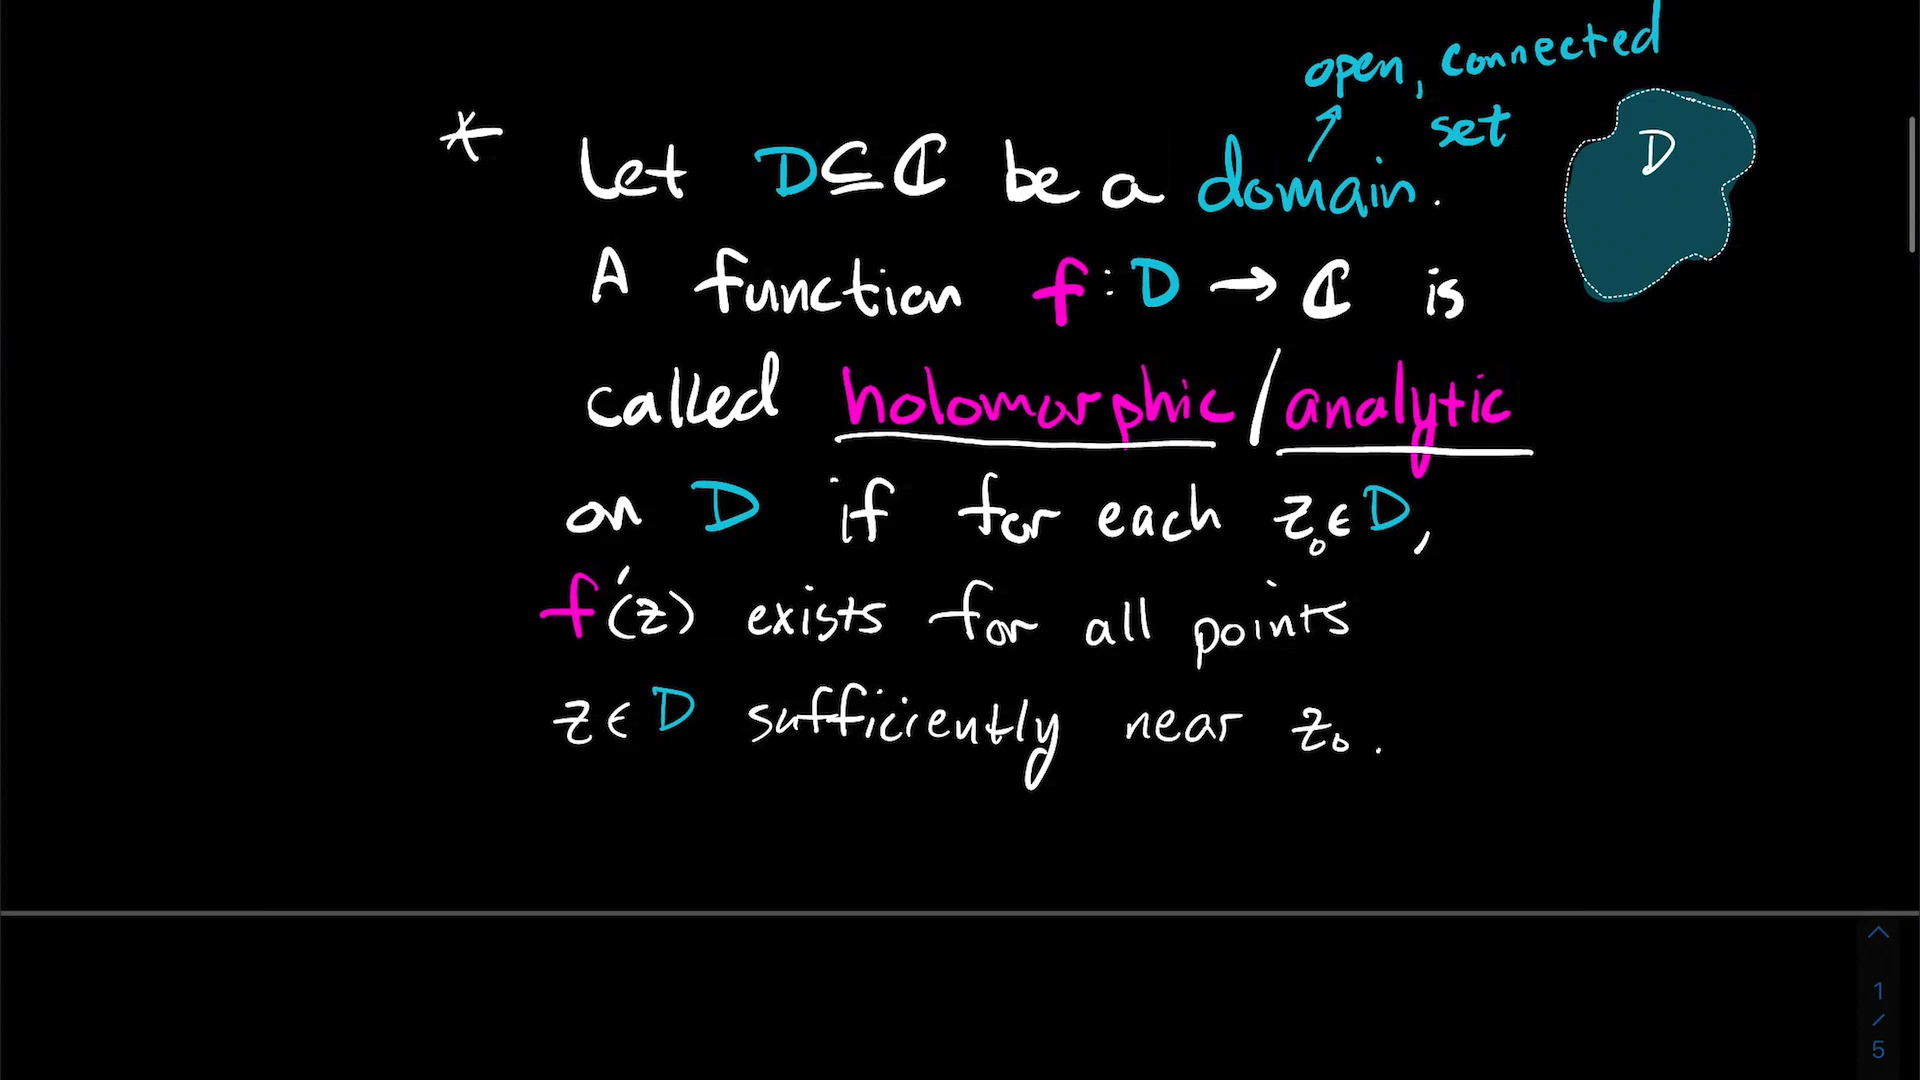 open, connected
set
D
* Let D⊆ℂ be a domain.
A function f:D→ℂ is
called holomorphic/analytic
on D if for each z₀∈D,
f'(z) exists for all points
z∈D sufficiently near z₀.
1
/
5